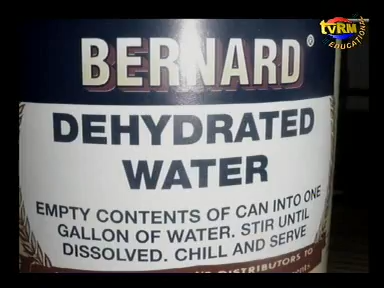 tvRM
EDUCATIONAL
BERNARD®
DEHYDRATED
WATER
EMPTY CONTENTS OF CAN INTO ONE
GALLON OF WATER. STIR UNTIL
DISSOLVED. CHILL AND SERVE
DISTRIBUTORS TO